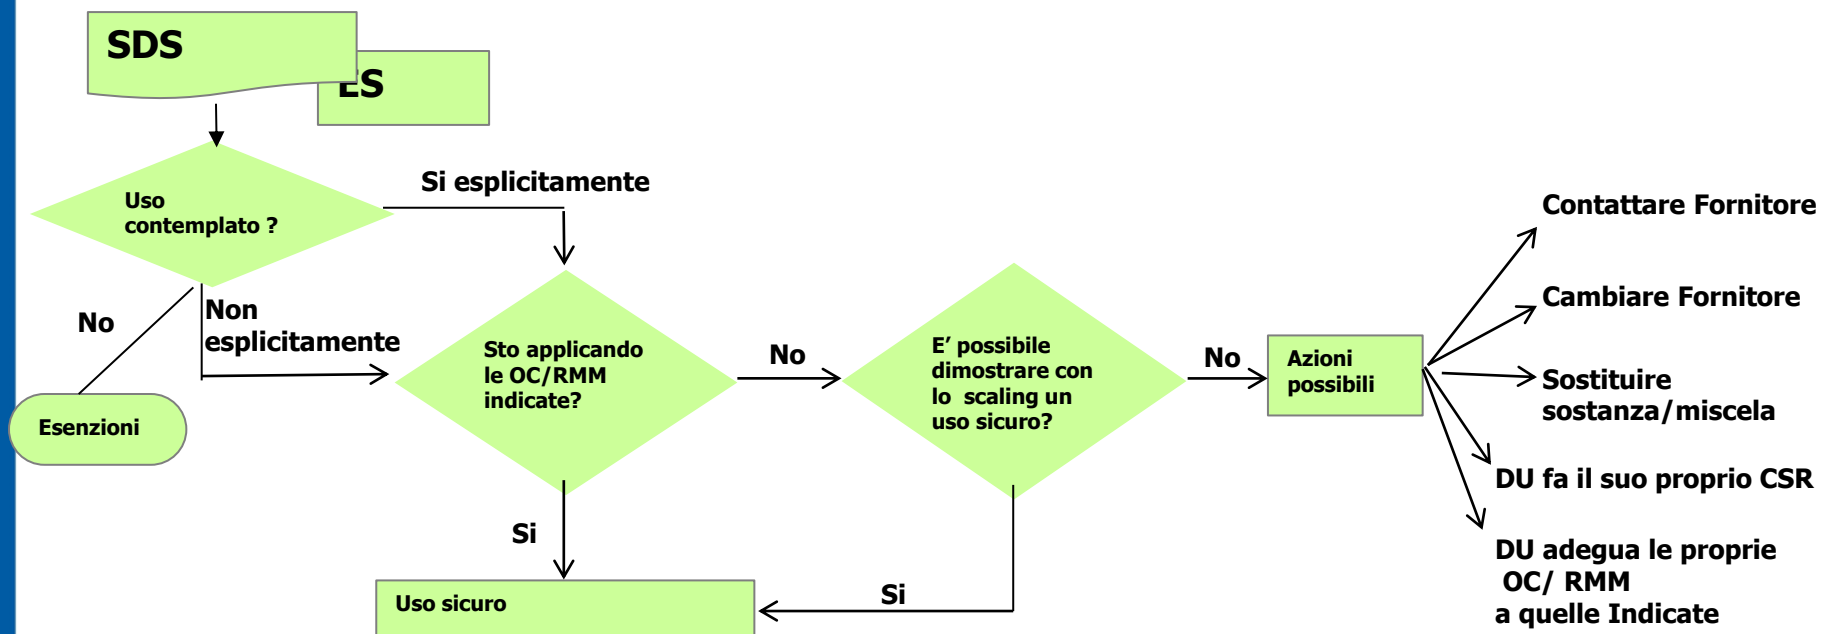 SDS
ES
Uso
contemplato ?
Si esplicitamente
No
Non
esplicitamente
Esenzioni
Sto applicando
le OC/RMM
indicate?
No
E’ possibile
dimostrare con
lo scaling un
uso sicuro?
No
Azioni
possibili
Contattare Fornitore
Cambiare Fornitore
Sostituire
sostanza/miscela
DU fa il suo proprio CSR
DU adegua le proprie
OC/ RMM
a quelle Indicate
Si
Si
Uso sicuro